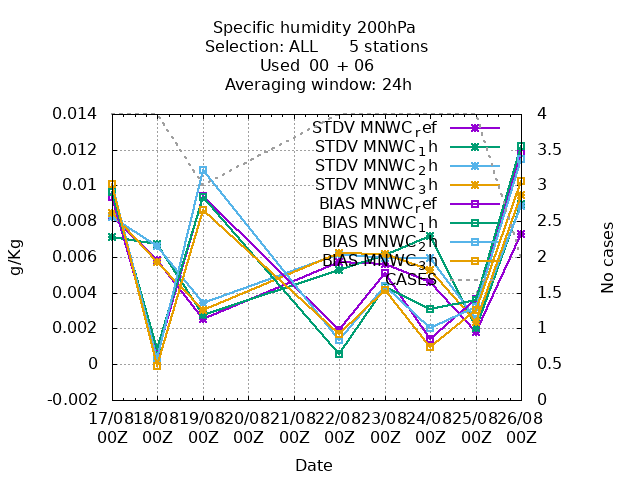 Specific humidity 200hPa
Selection: ALL 5 stations
Used 00 + 06
Averaging window: 24h
0.014
0.012
0.01
0.008
0.006
0.004
0.002
0
-0.002
g/Kg
4
3.5
3
2.5
2
1.5
1
0.5
0
No cases
STDV MNWC_ref
STDV MNWC_1h
STDV MNWC_2h
STDV MNWC_3h
BIAS MNWC_ref
BIAS MNWC_1h
BIAS MNWC_2h
BIAS MNWC_3h
CASES
17/08 18/08 19/08 20/08 21/08 22/08 23/08 24/08 25/08 26/08
00Z 00Z 00Z 00Z 00Z 00Z 00Z 00Z 00Z 00Z
Date